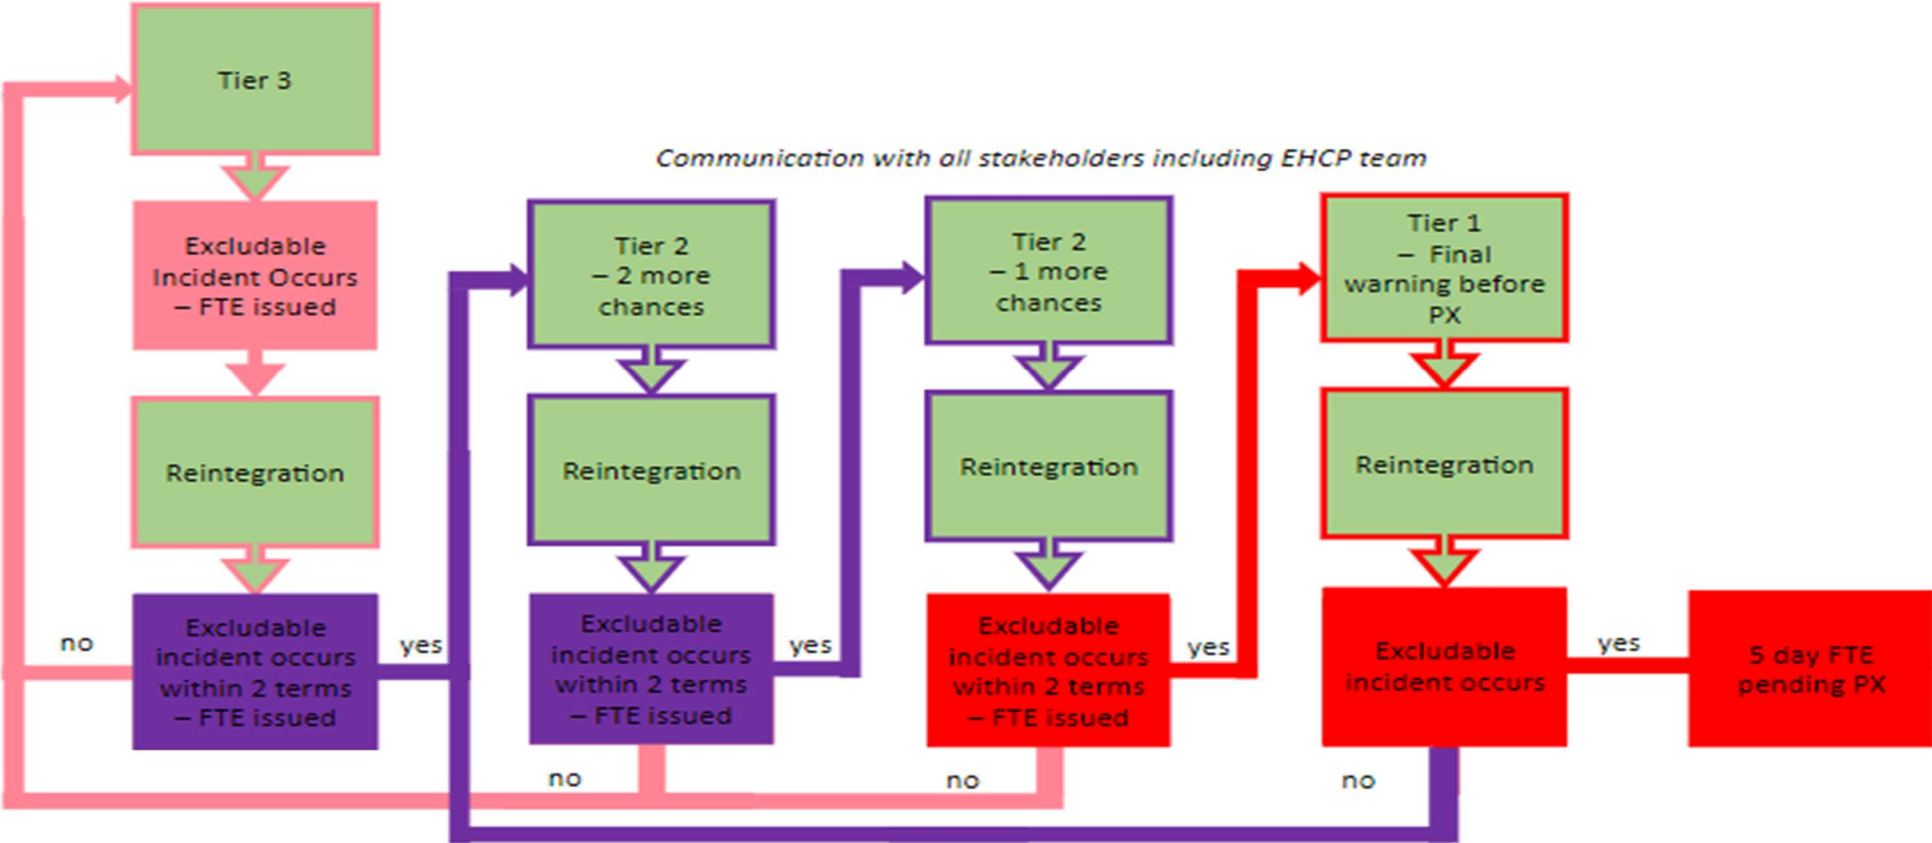 Tier 3
Excludable
Incident Occurs
– FTE issued
Reintegration
no
Excludable
incident occurs
within 2 terms
– FTE issued
yes
Communication with all stakeholders including EHCP team
Tier 2
– 2 more
chances
Reintegration
Excludable
incident occurs
within 2 terms
– FTE issued
yes
no
Tier 2
– 1 more
chances
Reintegration
Excludable
incident occurs
within 2 terms
– FTE issued
yes
no
Tier 1
– Final
warning before
PX
Reintegration
Excludable
incident occurs
yes
no
5 day FTE
pending PX